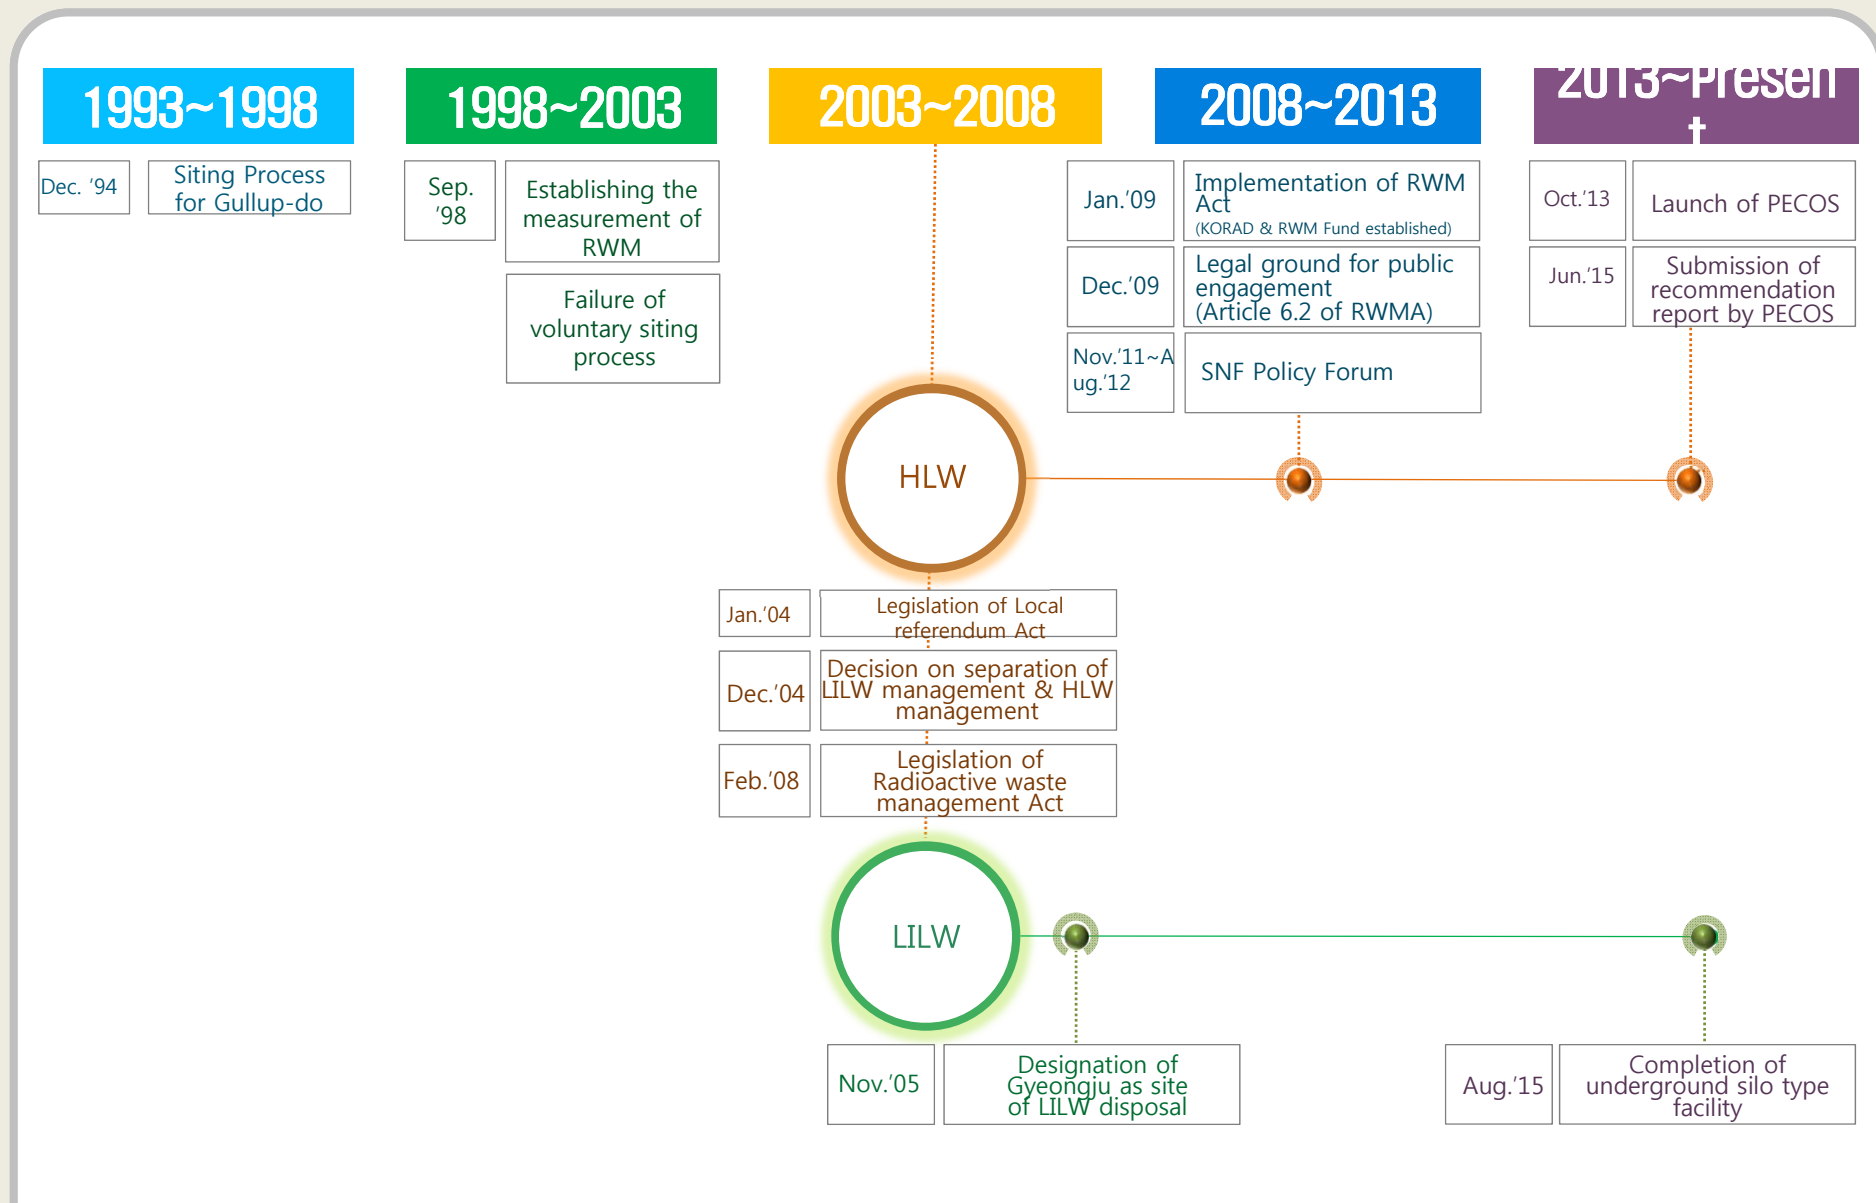 1993~1998
1998~2003
2003~2008
2008~2013
2013~Presen
t
Dec. '94
Siting Process
for Gullup-do
Sep.
'98
Establishing the
measurement of
RWM
Failure of
voluntary siting
process
Jan.'09
Implementation of RWM
Act
(KORAD & RWM Fund established)
Dec.'09
Legal ground for public
engagement
(Article 6.2 of RWMA)
Nov.'11~A
ug.'12
SNF Policy Forum
Oct.'13
Launch of PECOS
Jun.'15
Submission of
recommendation
report by PECOS
HLW
Jan.'04
Legislation of Local
referendum Act
Dec.'04
Decision on separation of
LILW management & HLW
management
Feb.'08
Legislation of
Radioactive waste
management Act
LILW
Nov.'05
Designation of
Gyeongju as site
of LILW disposal
Aug.'15
Completion of
underground silo type
facility